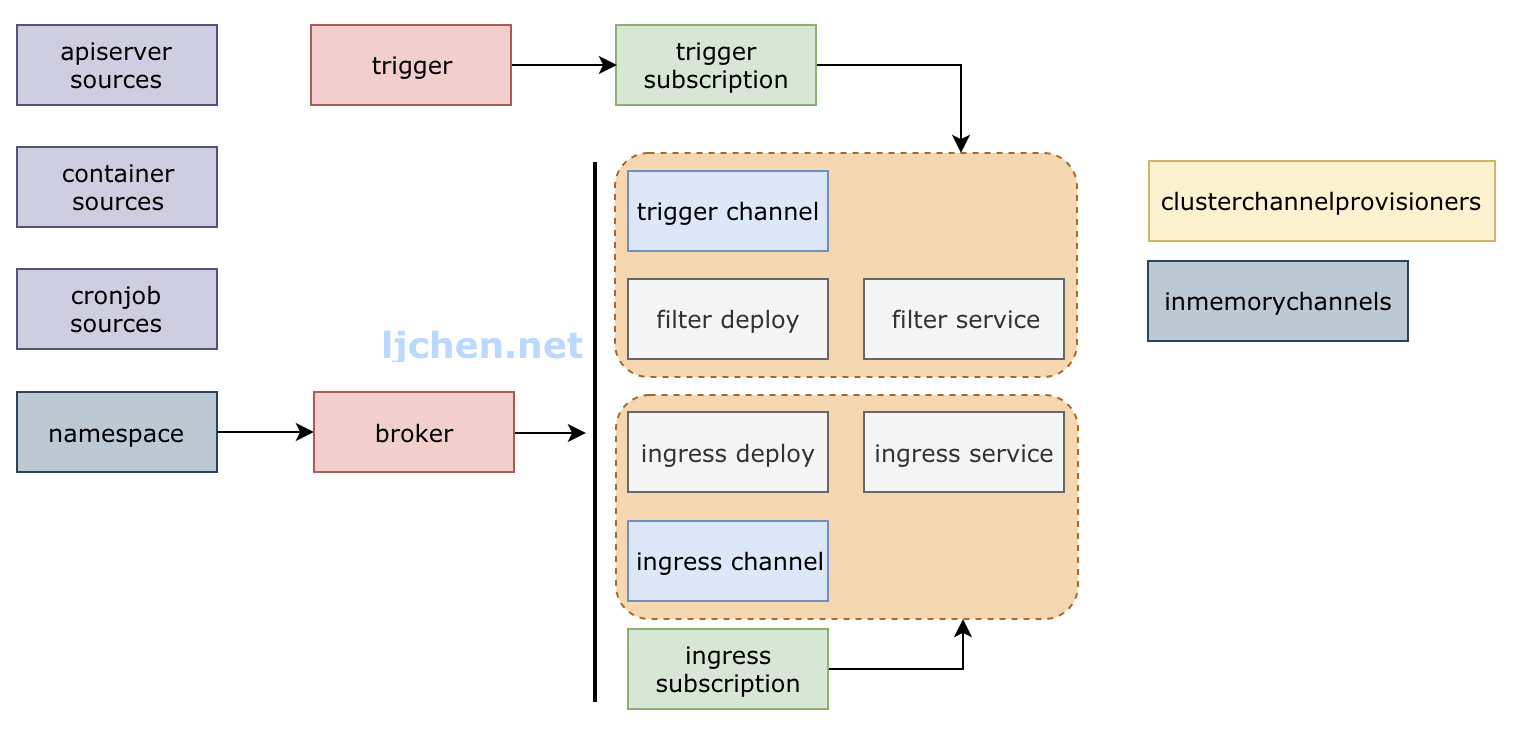 apiserver
sources
trigger
trigger
subscription
container
sources
trigger channel
clusterchannelprovisioners
cronjob
sources
filter deploy
filter service
inmemorychannels
ljchen.net
namespace
broker
ingress deploy
ingress service
ingress channel
ingress
subscription